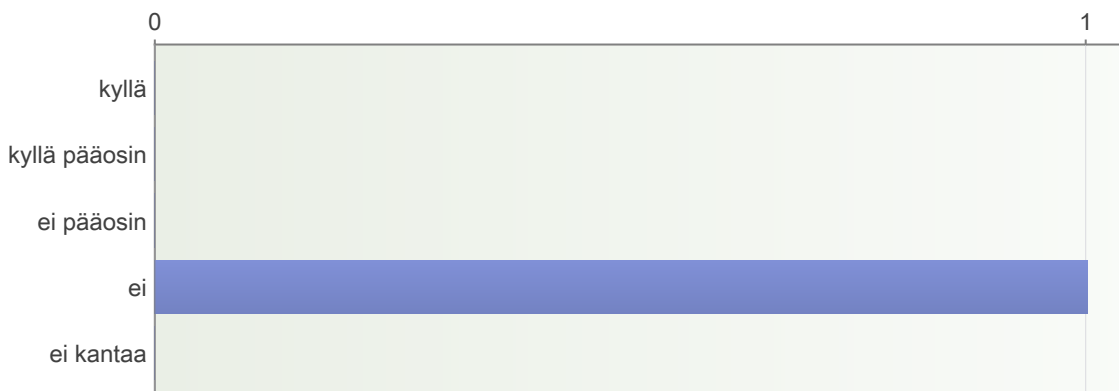 0 1
kyllä
kyllä pääosin
ei pääosin
ei
ei kantaa